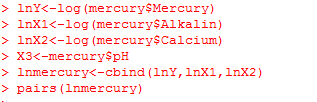 > lnY<-log(mercury$Mercury)
> lnX1<-log(mercury$Alkalin)
> lnX2<-log(mercury$Calcium)
> X3<-mercury$pH
> lnmercury<-cbind(lnY,lnX1,lnX2)
> pairs(lnmercury)